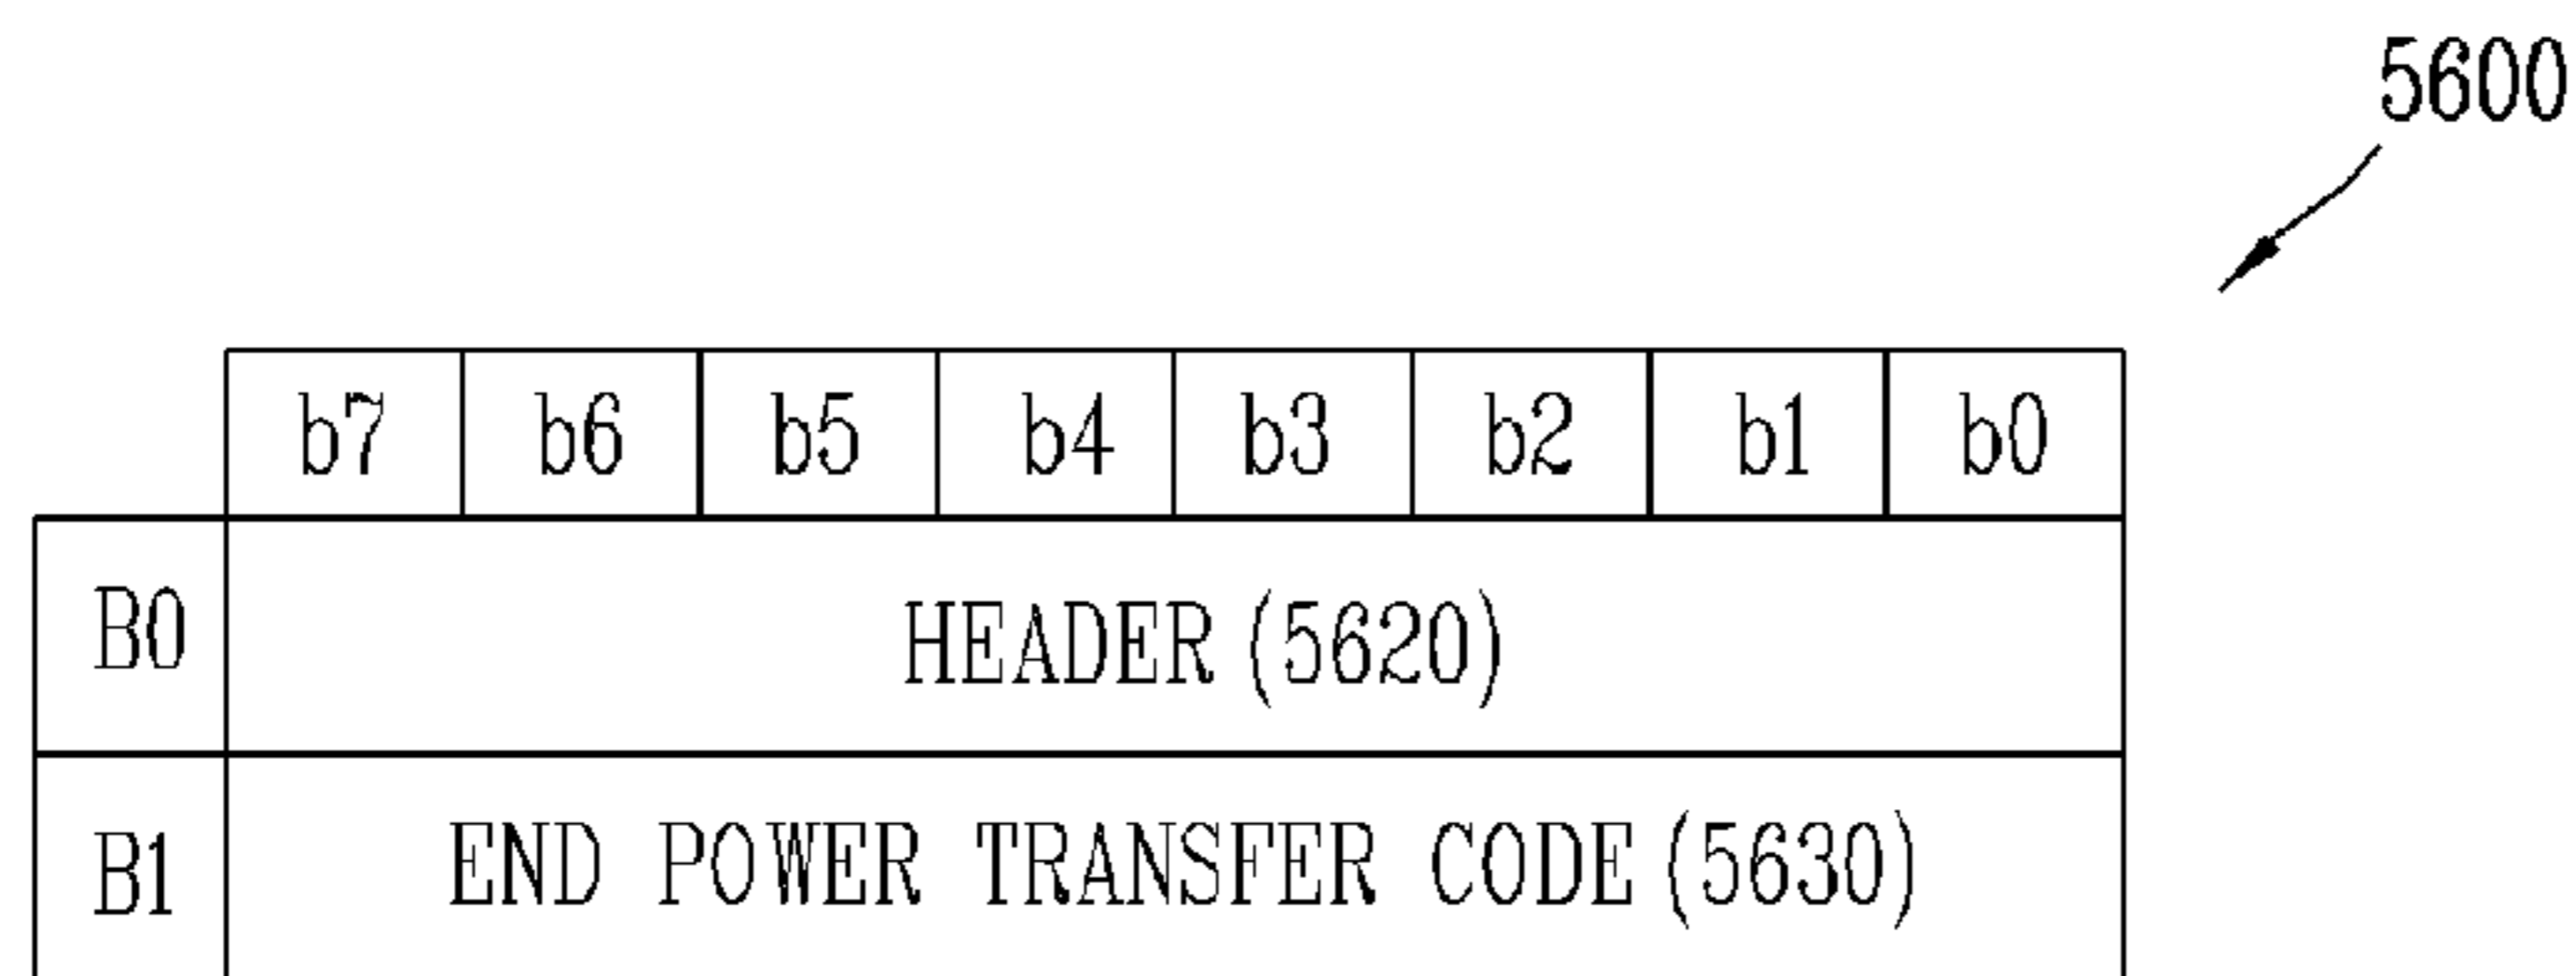 5600
b7 b6 b5 b4 b3 b2 b1 b0
B0 HEADER (5620)
B1 END POWER TRANSFER CODE (5630)